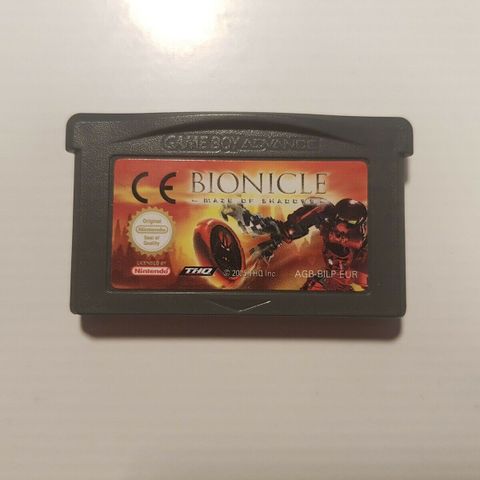 GAME BOY ADVANCE
CE
BIONICLE
MAZE OF SHADOWS
Original
Nintendo
Seal of
Quality
LICENSED BY
Nintendo
THQ
© 2005 THQ Inc.
AGB-BILP-EUR